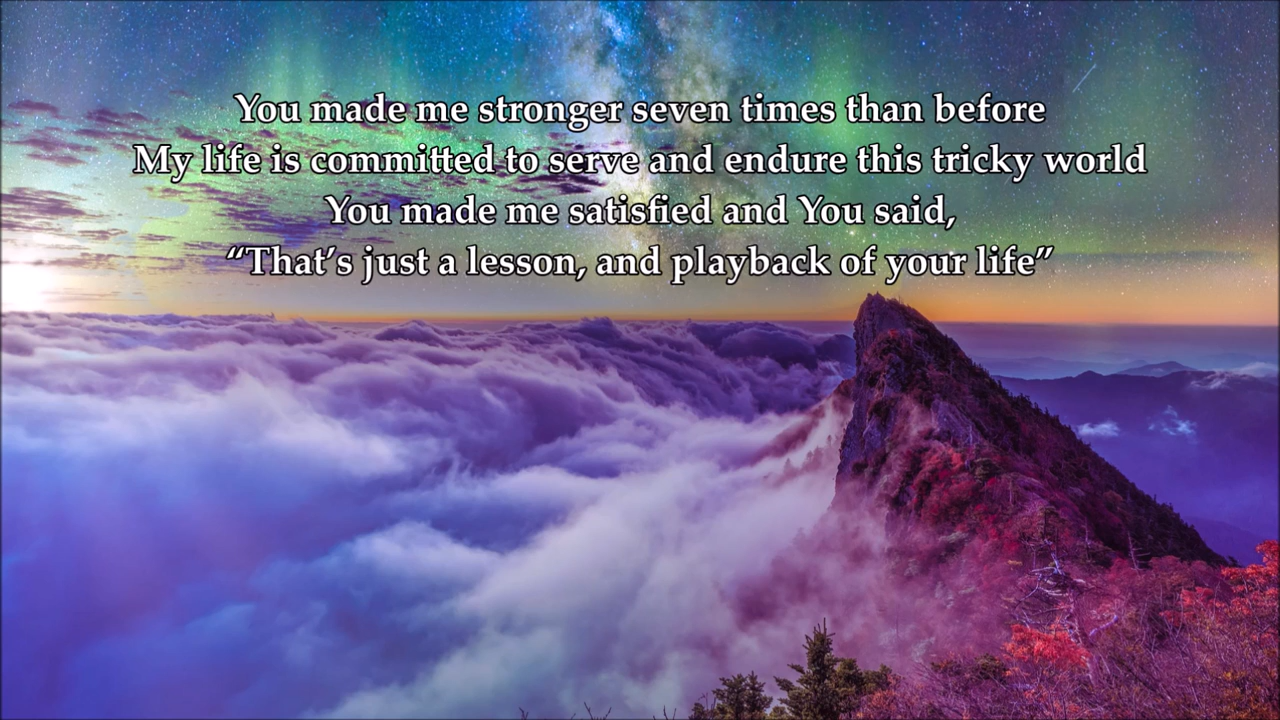 You made me stronger seven times than before
My life is committed to serve and endure this tricky world
You made me satisfied and You said,
“That’s just a lesson, and playback of your life”